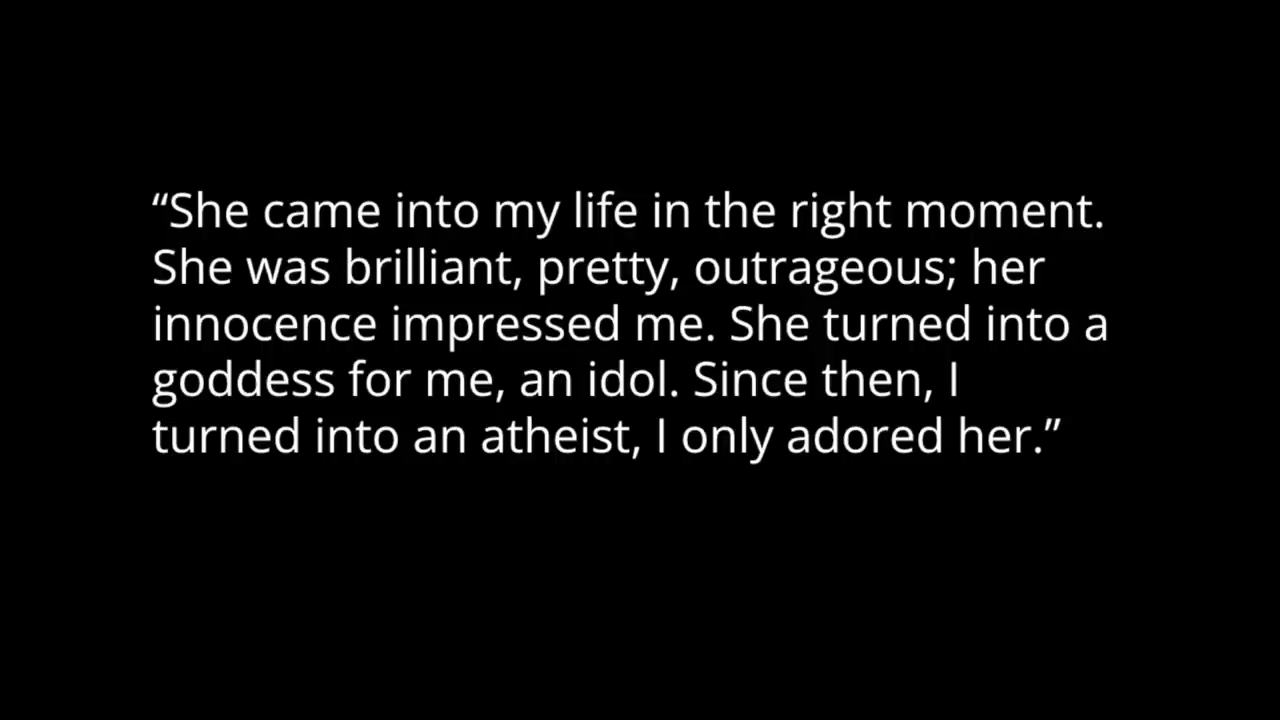 “She came into my life in the right moment.
She was brilliant, pretty, outrageous; her
innocence impressed me. She turned into a
goddess for me, an idol. Since then, I
turned into an atheist, I only adored her.”